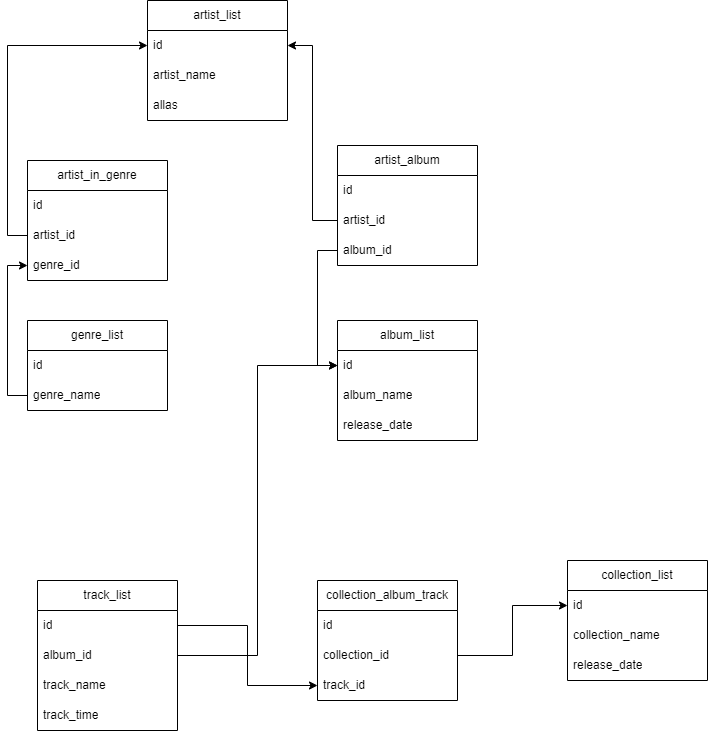 artist_list
id
artist_name
allas
artist_in_genre
id
artist_id
genre_id
artist_album
id
artist_id
album_id
genre_list
id
genre_name
album_list
id
album_name
release_date
track_list
id
album_id
track_name
track_time
collection_album_track
id
collection_id
track_id
collection_list
id
collection_name
release_date